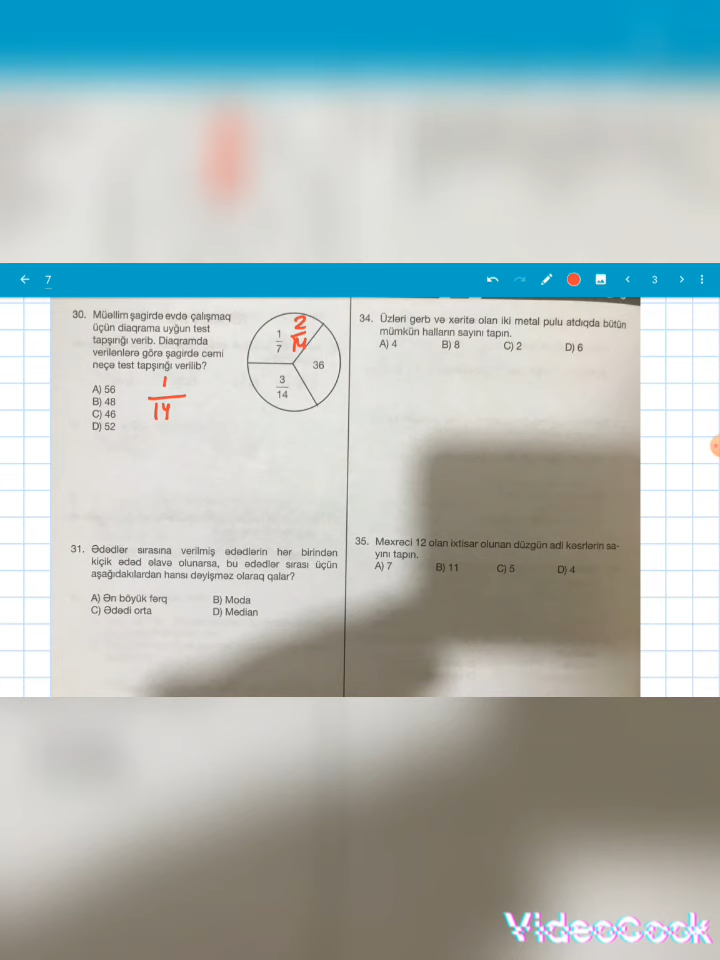 7
3
30. Müəllim şagirdə evdə çalışmaq
üçün diaqrama uyğun test
tapşırığı verib. Diaqramda
verilənlərə görə şagirdə cəmi
neçə test tapşırığı verilib?
A) 56
B) 48
C) 46
D) 52
1
14
1
7
2
14
36
3
14
31. Ədədlər sırasına verilmiş ədədlərin hər birindən
kiçik ədəd əlavə olunarsa, bu ədədlər sırası üçün
aşağıdakılardan hansı dəyişməz olaraq qalar?
A) Ən böyük fərq B) Moda
C) Ədədi orta D) Median
34. Üzləri gerb və xəritə olan iki metal pulu atdıqda bütün
mümkün halların sayını tapın.
A) 4 B) 8 C) 2 D) 6
35. Məxrəci 12 olan ixtisar olunan düzgün adi kəsrlərin sa-
yını tapın.
A) 7 B) 11 C) 5 D) 4
VideoCook